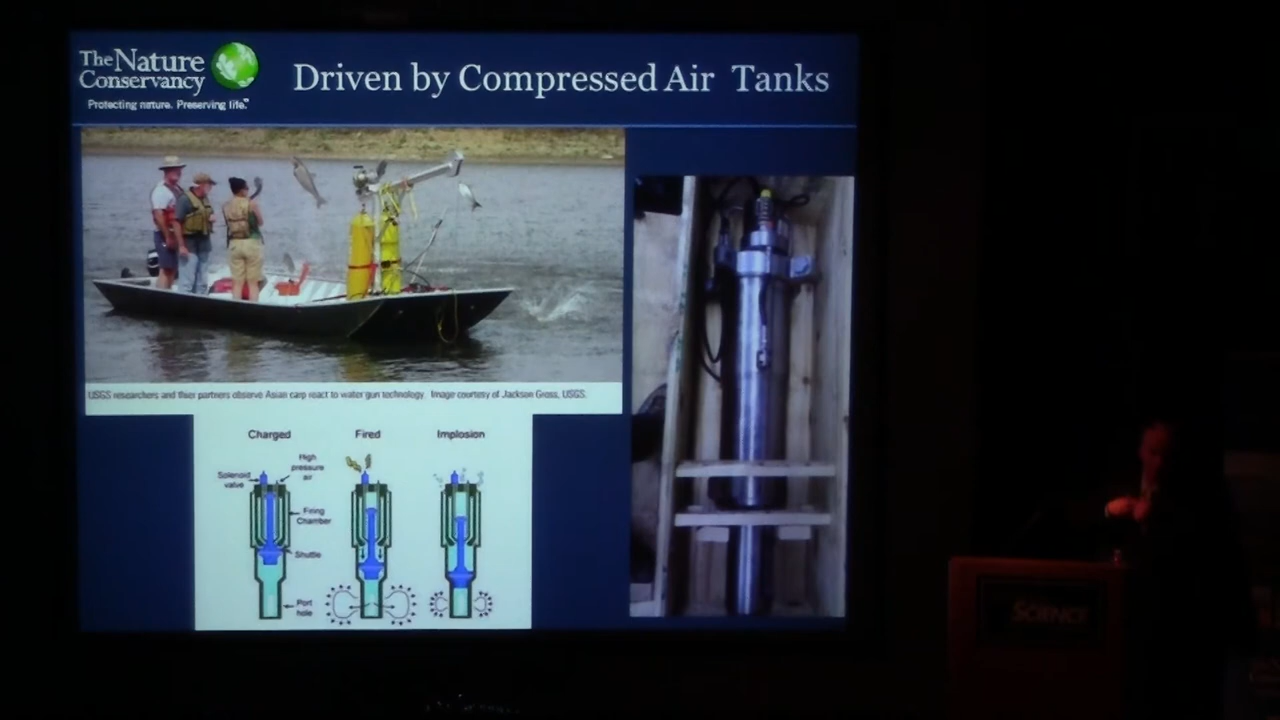 The Nature
Conservancy
Protecting nature. Preserving life.™
Driven by Compressed Air Tanks
USGS researchers and their partners observe Asian carp react to water gun technology. Image courtesy of Jackson Gross, USGS.
Charged
Fired
Implosion
Solenoid
valve
High
pressure
air
Firing
Chamber
Shuttle
Port
hole
SCIENCE